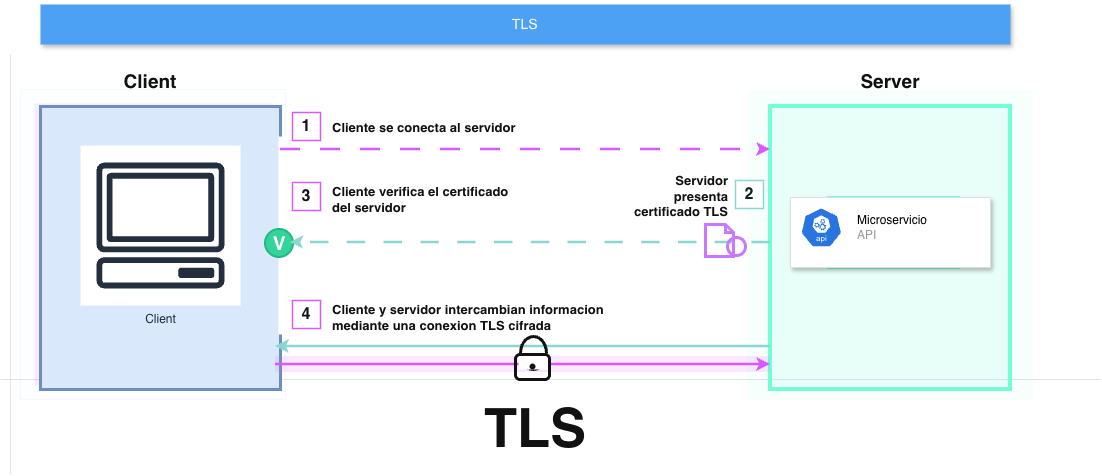 TLS
Client
Server
1
Cliente se conecta al servidor
3
Cliente verifica el certificado
del servidor
Servidor
presenta
certificado TLS
2
V
Microservicio
API
api
Client
4
Cliente y servidor intercambian informacion
mediante una conexion TLS cifrada
TLS